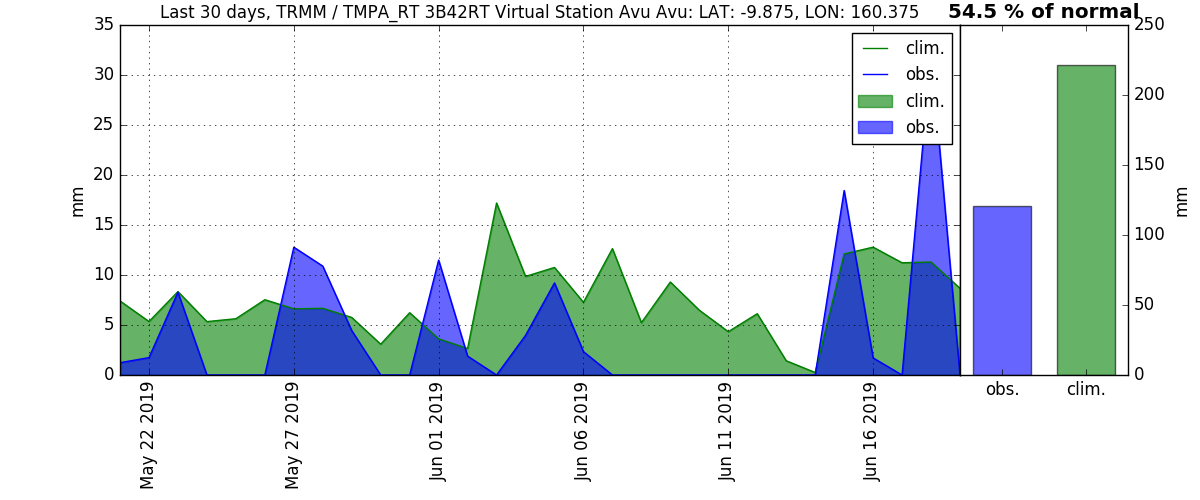 Last 30 days, TRMM / TMPA_RT 3B42RT Virtual Station Avu Avu: LAT: -9.875, LON: 160.375
54.5 % of normal
35
30
25
20
15
10
5
0
mm
clim.
obs.
clim.
obs.
250
200
150
100
50
0
mm
obs.
clim.
May 22 2019
May 27 2019
Jun 01 2019
Jun 06 2019
Jun 11 2019
Jun 16 2019